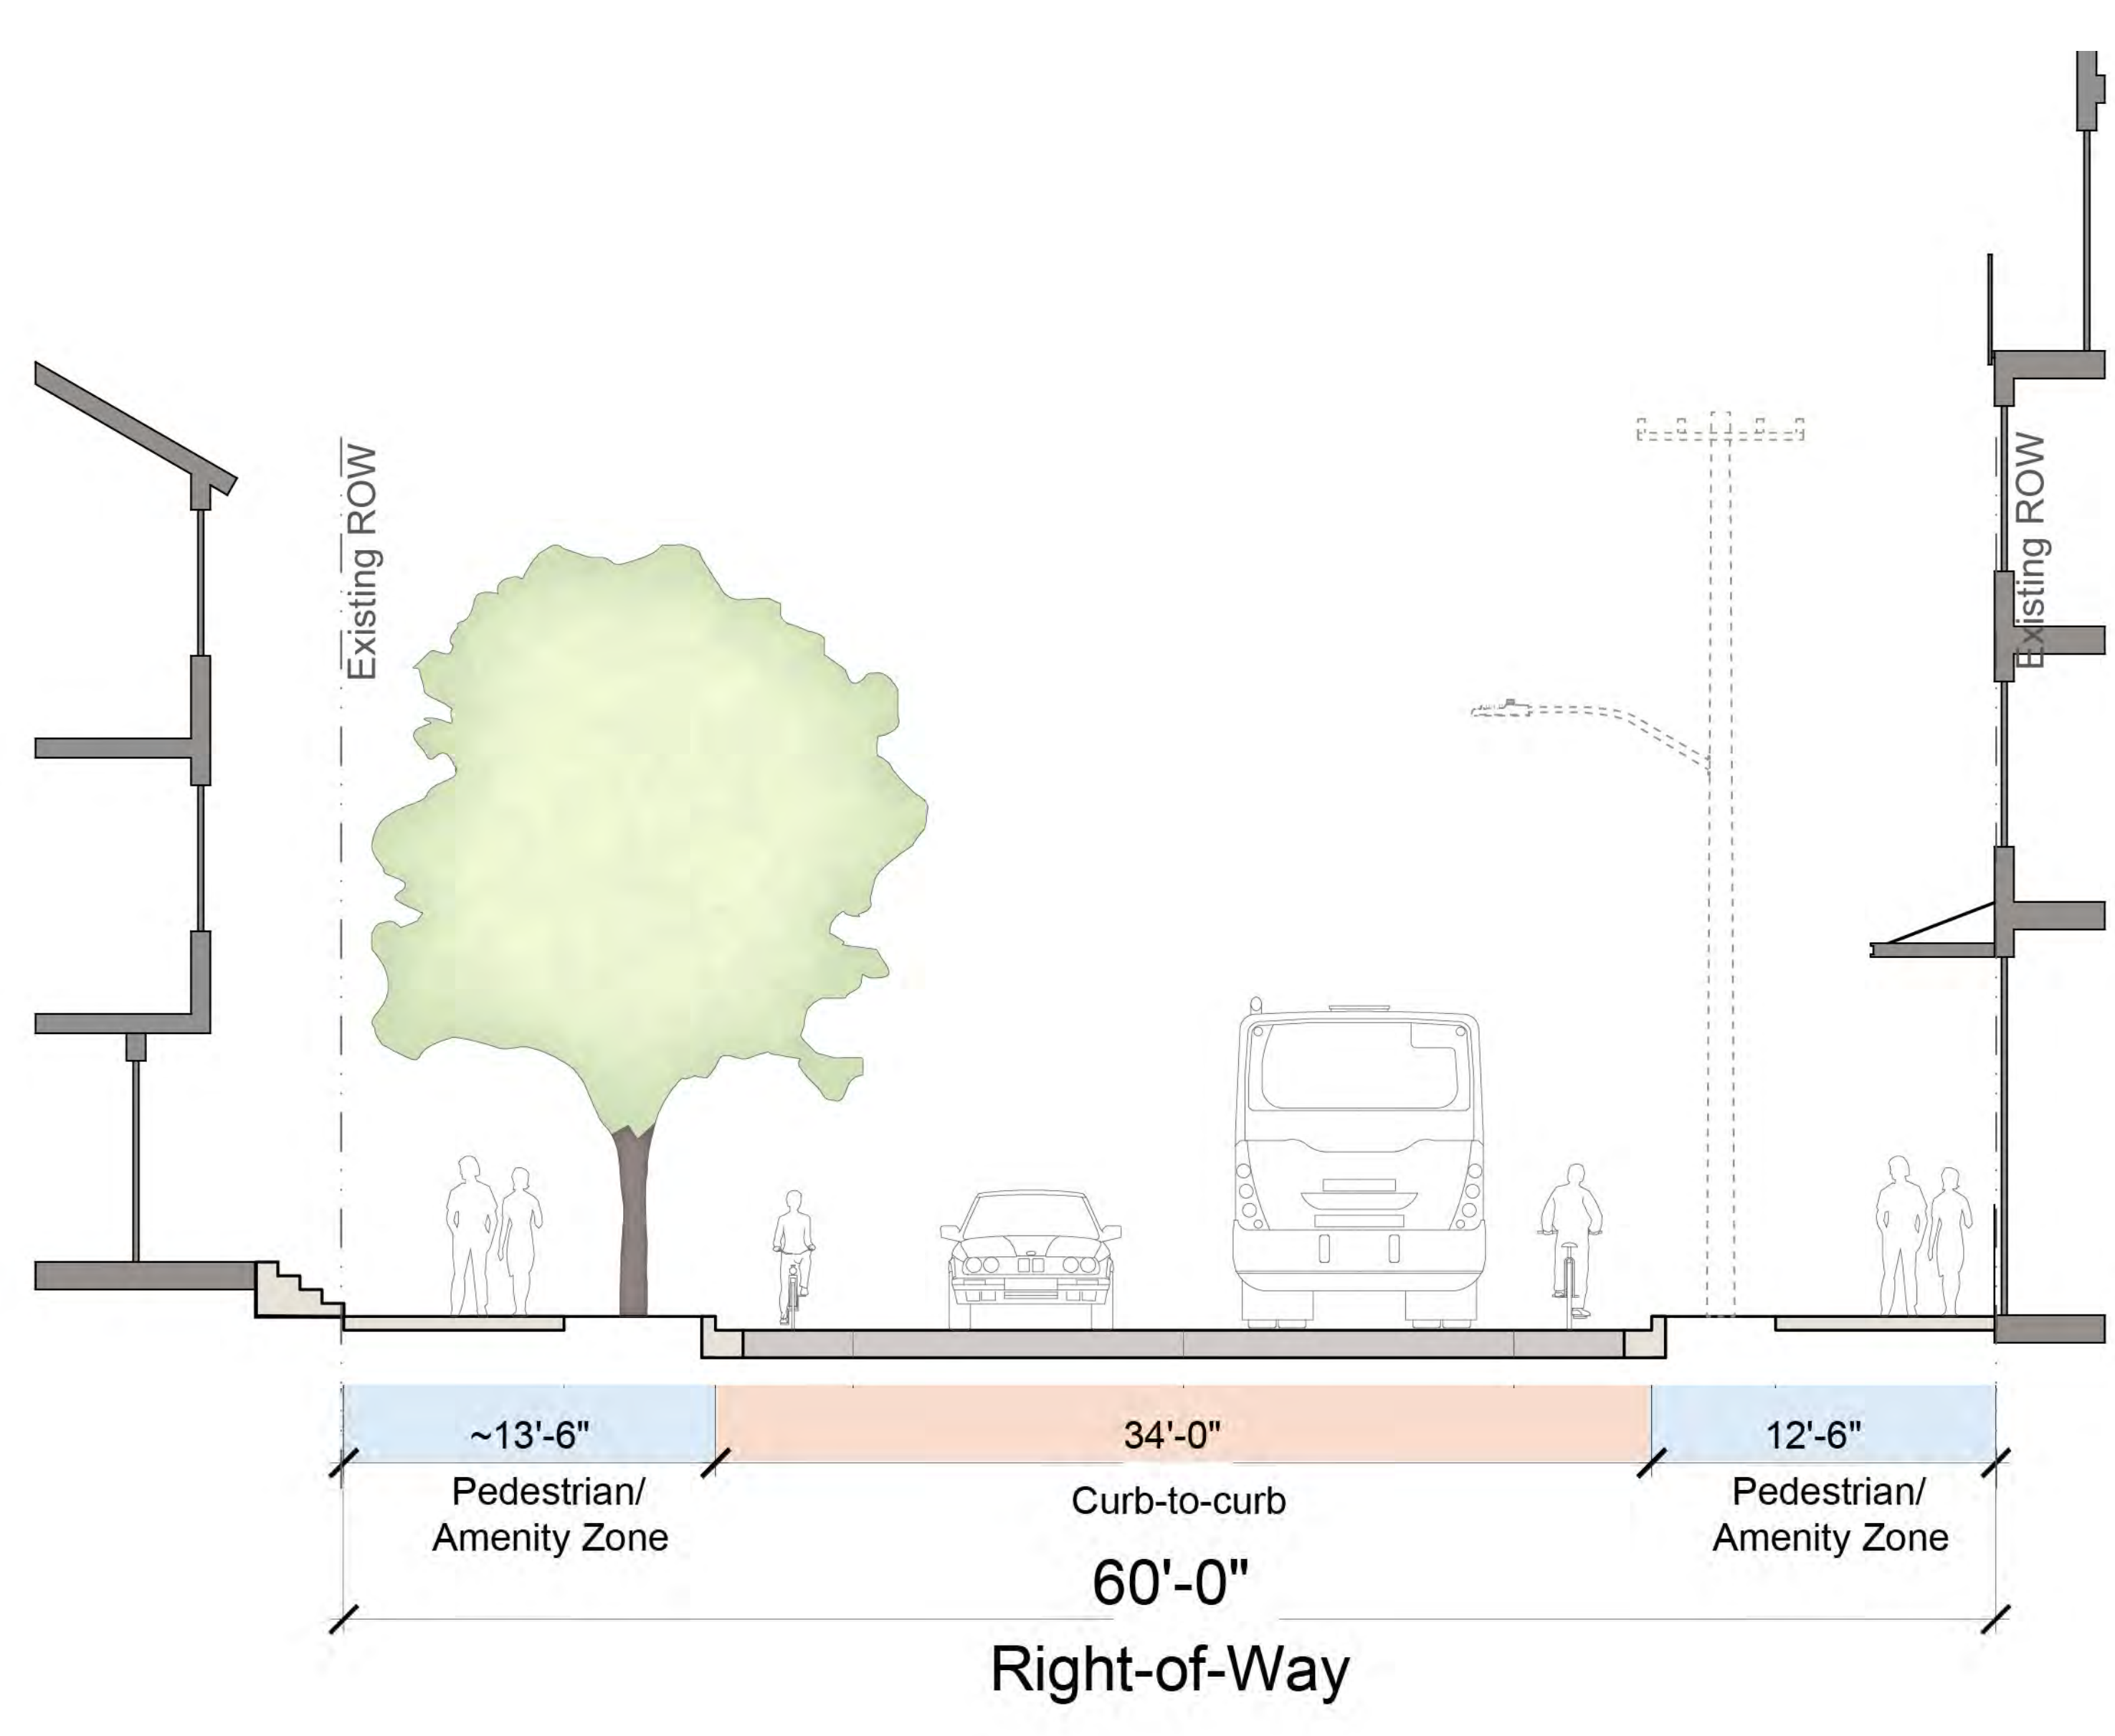 Existing ROW
Existing ROW
~13'-6"
34'-0"
12'-6"
Pedestrian/
Amenity Zone
Curb-to-curb
Pedestrian/
Amenity Zone
60'-0"
Right-of-Way